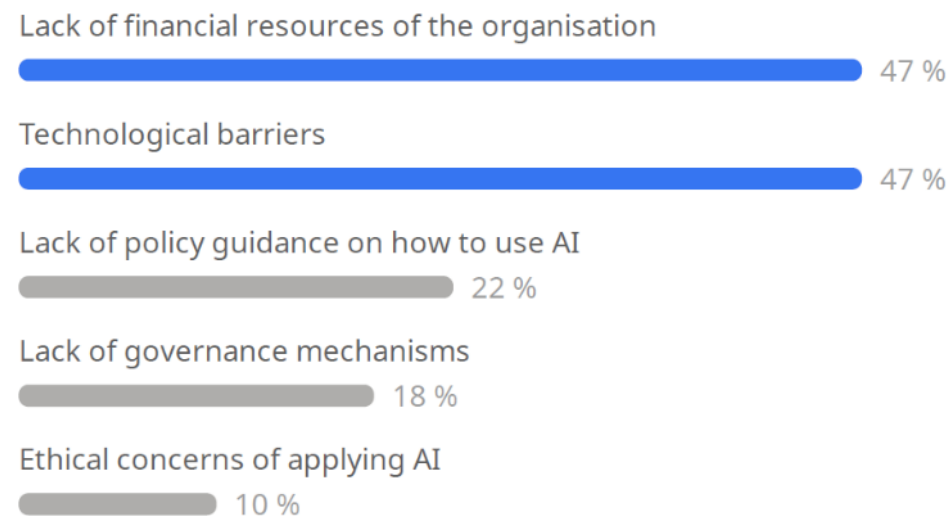 Lack of financial resources of the organisation
47 %
Technological barriers
47 %
Lack of policy guidance on how to use AI
22 %
Lack of governance mechanisms
18 %
Ethical concerns of applying AI
10 %